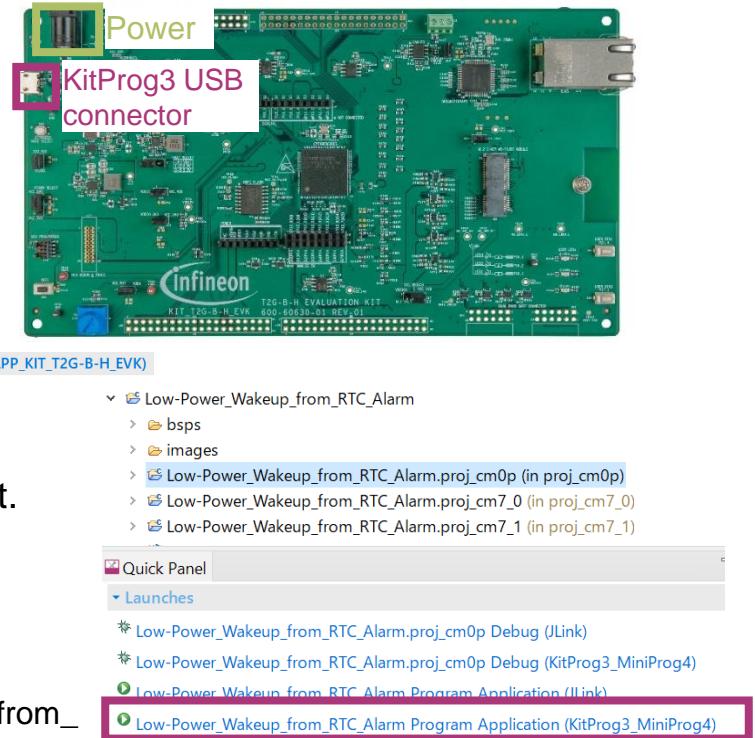 Power
KitProg3 USB
connector
infineon
T2G-B-H EVALUATION KIT
KIT_T2G-B-H_EVK 600-60630-01 REV.01
APP_KIT_T2G-B-H_EVK)
Low-Power_Wakeup_from_RTC_Alarm
bsps
images
Low-Power_Wakeup_from_RTC_Alarm.proj_cm0p (in proj_cm0p)
t.
Low-Power_Wakeup_from_RTC_Alarm.proj_cm7_0 (in proj_cm7_0)
Low-Power_Wakeup_from_RTC_Alarm.proj_cm7_1 (in proj_cm7_1)
Quick Panel
Launches
Low-Power_Wakeup_from_RTC_Alarm.proj_cm0p Debug (JLink)
Low-Power_Wakeup_from_RTC_Alarm.proj_cm0p Debug (KitProg3_MiniProg4)
Low-Power_Wakeup_from_RTC_Alarm Program Application (JLink)
from_
Low-Power_Wakeup_from_RTC_Alarm Program Application (KitProg3_MiniProg4)